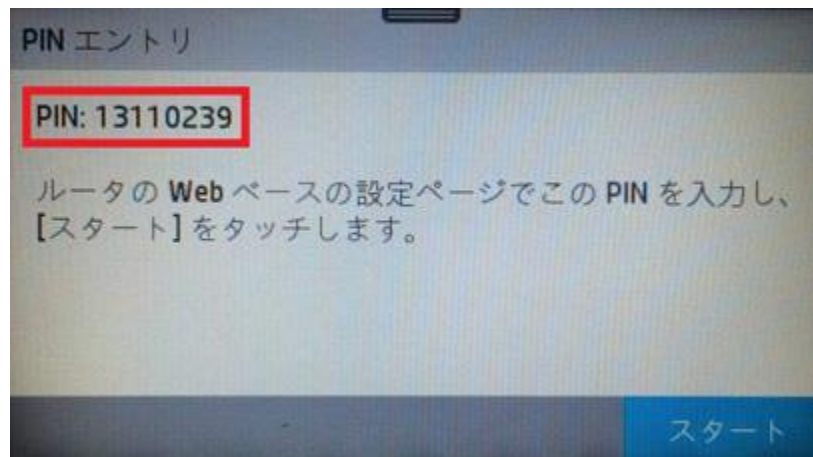 PIN エントリ
PIN: 13110239
ルータの Web ベースの設定ページでこの PIN を入力し、
[スタート] をタッチします。
スタート